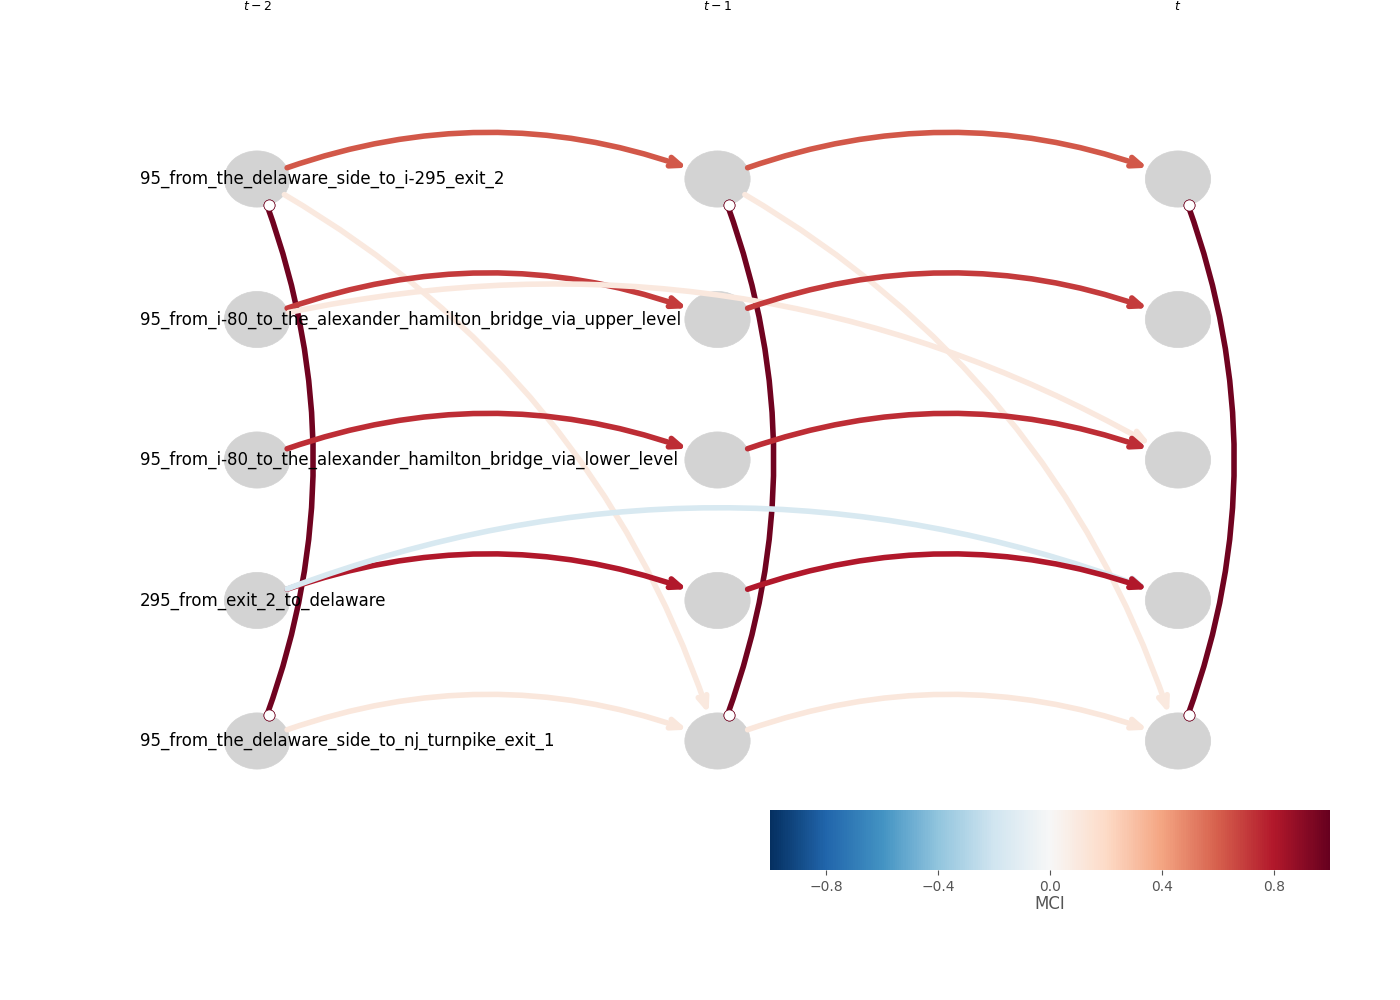 t − 2
t − 1
t
95_from_the_delaware_side_to_i-295_exit_2
95_from_i-80_to_the_alexander_hamilton_bridge_via_upper_level
95_from_i-80_to_the_alexander_hamilton_bridge_via_lower_level
295_from_exit_2_to_delaware
95_from_the_delaware_side_to_nj_turnpike_exit_1
−0.8
−0.4
0.0
0.4
0.8
MCI